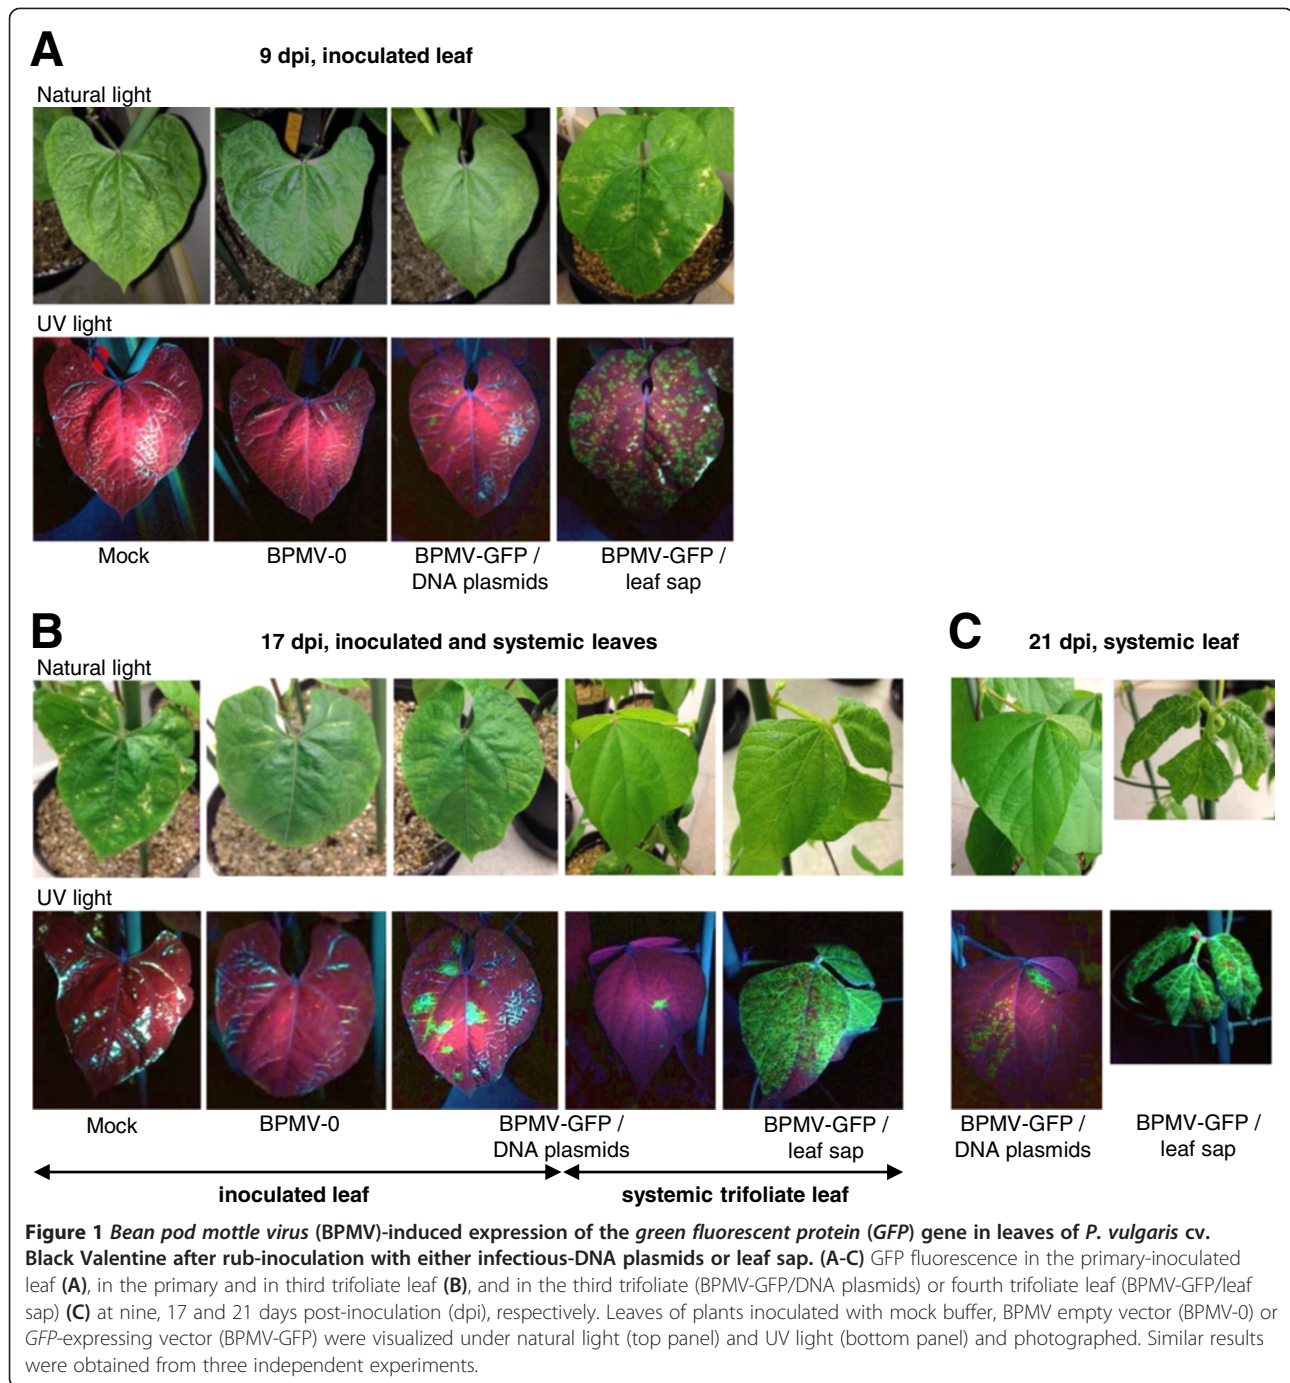 A
9 dpi, inoculated leaf
Natural light
UV light
Mock
BPMV-0
BPMV-GFP /
DNA plasmids
BPMV-GFP /
leaf sap
B
17 dpi, inoculated and systemic leaves
Natural light
UV light
Mock
BPMV-0
BPMV-GFP /
DNA plasmids
BPMV-GFP /
leaf sap
inoculated leaf
systemic trifoliate leaf
C
21 dpi, systemic leaf
BPMV-GFP /
DNA plasmids
BPMV-GFP /
leaf sap
Figure 1 Bean pod mottle virus (BPMV)-induced expression of the green fluorescent protein (GFP) gene in leaves of P. vulgaris cv.
Black Valentine after rub-inoculation with either infectious-DNA plasmids or leaf sap. (A-C) GFP fluorescence in the primary-inoculated
leaf (A), in the primary and in third trifoliate leaf (B), and in the third trifoliate (BPMV-GFP/DNA plasmids) or fourth trifoliate leaf (BPMV-GFP/leaf
sap) (C) at nine, 17 and 21 days post-inoculation (dpi), respectively. Leaves of plants inoculated with mock buffer, BPMV empty vector (BPMV-0) or
GFP-expressing vector (BPMV-GFP) were visualized under natural light (top panel) and UV light (bottom panel) and photographed. Similar results
were obtained from three independent experiments.